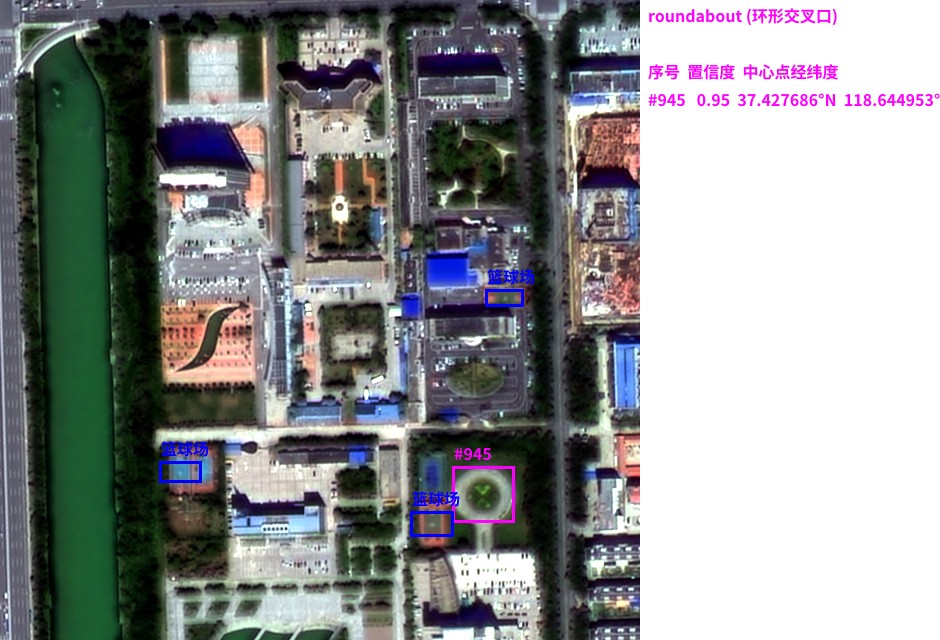 roundabout (环形交叉口)
序号 置信度 中心点经纬度
#945 0.95 37.427686°N 118.644953°
篮球场
篮球场
#945
篮球场